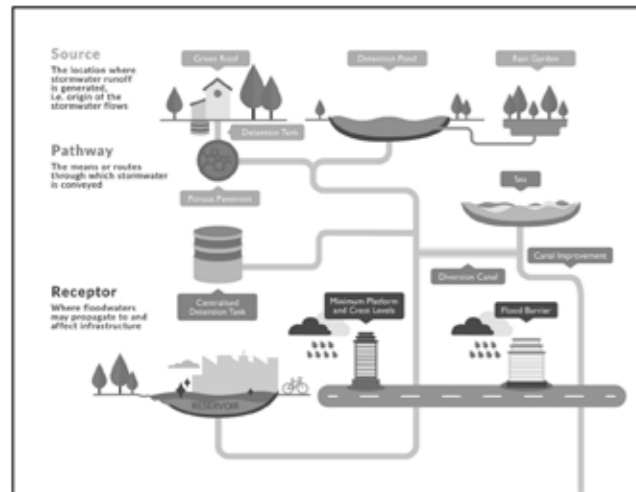 Source
The location where
stormwater runoff
is generated,
i.e. origin of the
stormwater flows
Green Roof
Detention Pond
Rain Garden
Detention Tank
Pathway
The means or routes
through which stormwater
is conveyed
Porous Pavement
Sea
Canal Improvement
Diversion Canal
Receptor
Where floodwaters
may propagate to and
affect infrastructure
Centralised
Detention Tank
Minimum Platform
and Crest Levels
Flood Barrier
RESERVOIR